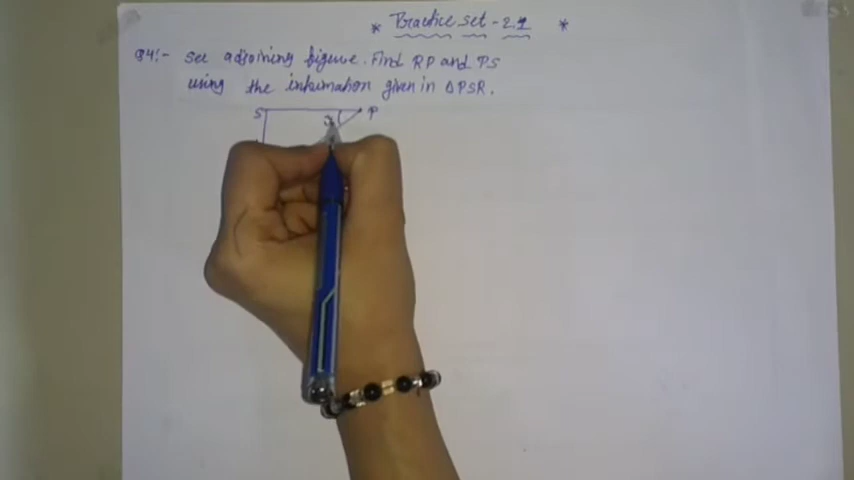 * Practice set - 2.1 *
Q4:- See adjoining figure. Find RP and PS
using the information given in ΔPSR.
S P